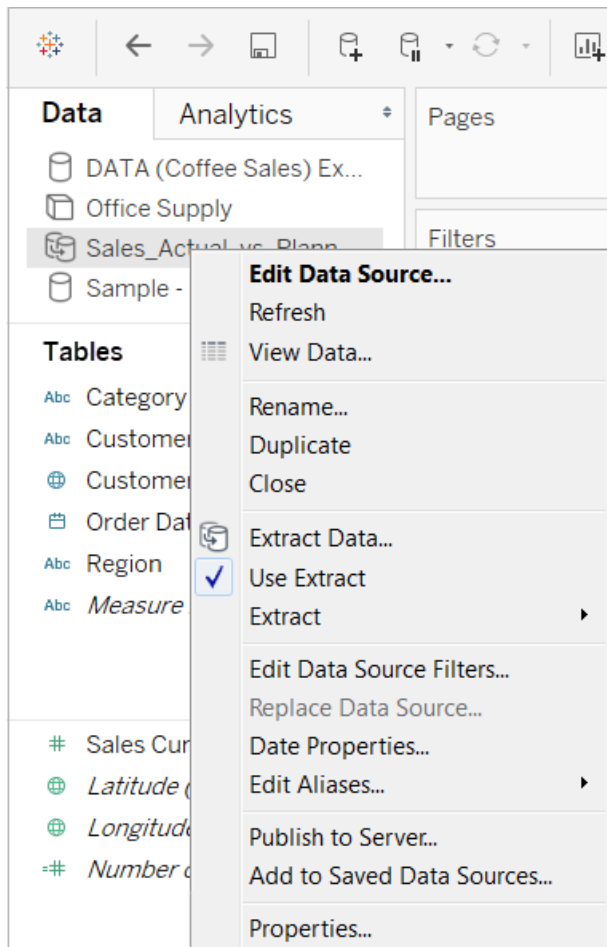 Data
Analytics
Pages
DATA (Coffee Sales) Ex...
Office Supply
Sales_Actual_vs_Plann
Filters
Sample -
Edit Data Source...
Refresh
View Data...
Rename...
Duplicate
Close
Extract Data...
Use Extract
Extract
Edit Data Source Filters...
Replace Data Source...
Date Properties...
Edit Aliases...
Publish to Server...
Add to Saved Data Sources...
Properties...
Tables
Abc Category
Abc Customer
Customer
Order Dat
Abc Region
Abc Measure
# Sales Cur
Latitude (
Longitude
=# Number o